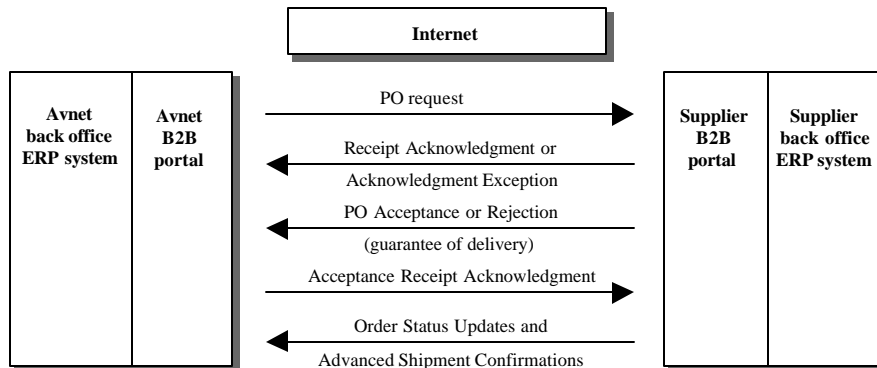 Internet
Avnet
back office
ERP system
Avnet
B2B
portal
PO request
Receipt Acknowledgment or
Acknowledgment Exception
PO Acceptance or Rejection
(guarantee of delivery)
Acceptance Receipt Acknowledgment
Order Status Updates and
Advanced Shipment Confirmations
Supplier
B2B
portal
Supplier
back office
ERP system